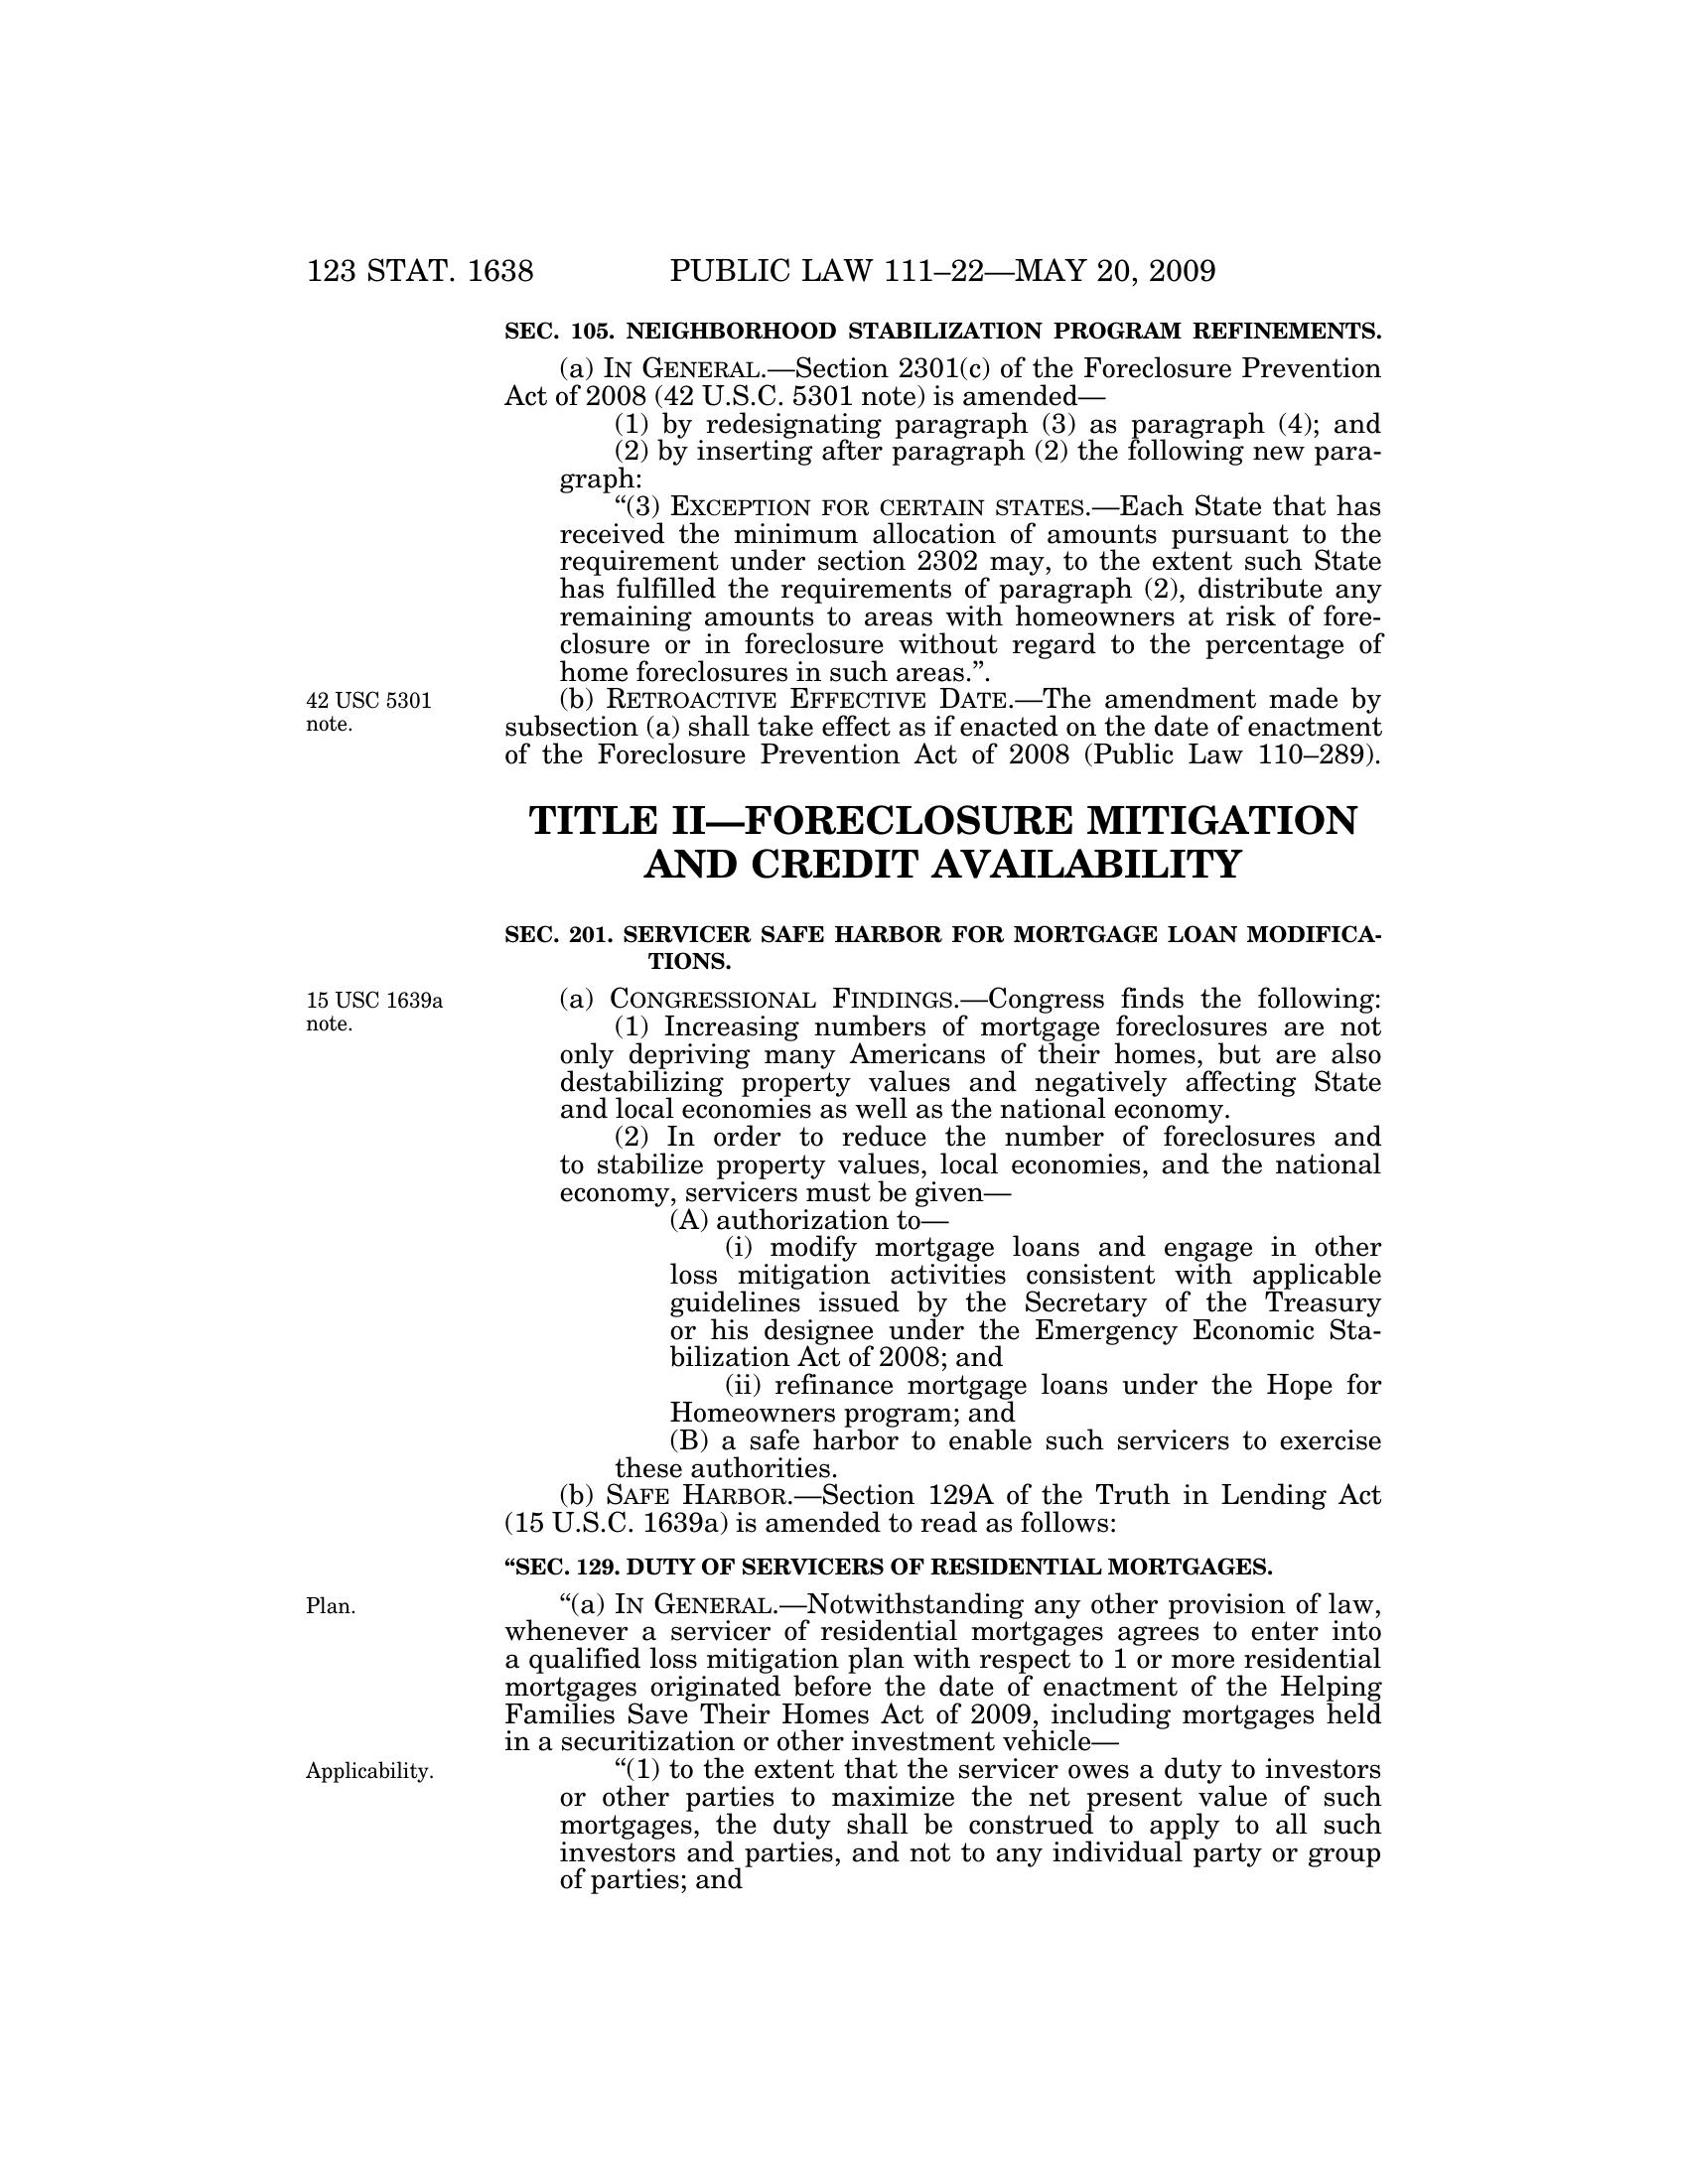 123 STAT. 1638 PUBLIC LAW 111–22—MAY 20, 2009
SEC. 105. NEIGHBORHOOD STABILIZATION PROGRAM REFINEMENTS.
(a) IN GENERAL.—Section 2301(c) of the Foreclosure Prevention
Act of 2008 (42 U.S.C. 5301 note) is amended—
(1) by redesignating paragraph (3) as paragraph (4); and
(2) by inserting after paragraph (2) the following new para-
graph:
“(3) EXCEPTION FOR CERTAIN STATES.—Each State that has
received the minimum allocation of amounts pursuant to the
requirement under section 2302 may, to the extent such State
has fulfilled the requirements of paragraph (2), distribute any
remaining amounts to areas with homeowners at risk of fore-
closure or in foreclosure without regard to the percentage of
home foreclosures in such areas.”.
42 USC 5301
note.
(b) RETROACTIVE EFFECTIVE DATE.—The amendment made by
subsection (a) shall take effect as if enacted on the date of enactment
of the Foreclosure Prevention Act of 2008 (Public Law 110–289).
TITLE II—FORECLOSURE MITIGATION
AND CREDIT AVAILABILITY
SEC. 201. SERVICER SAFE HARBOR FOR MORTGAGE LOAN MODIFICA-
TIONS.
15 USC 1639a
note.
(a) CONGRESSIONAL FINDINGS.—Congress finds the following:
(1) Increasing numbers of mortgage foreclosures are not
only depriving many Americans of their homes, but are also
destabilizing property values and negatively affecting State
and local economies as well as the national economy.
(2) In order to reduce the number of foreclosures and
to stabilize property values, local economies, and the national
economy, servicers must be given—
(A) authorization to—
(i) modify mortgage loans and engage in other
loss mitigation activities consistent with applicable
guidelines issued by the Secretary of the Treasury
or his designee under the Emergency Economic Sta-
bilization Act of 2008; and
(ii) refinance mortgage loans under the Hope for
Homeowners program; and
(B) a safe harbor to enable such servicers to exercise
these authorities.
(b) SAFE HARBOR.—Section 129A of the Truth in Lending Act
(15 U.S.C. 1639a) is amended to read as follows:
“SEC. 129. DUTY OF SERVICERS OF RESIDENTIAL MORTGAGES.
Plan.
“(a) IN GENERAL.—Notwithstanding any other provision of law,
whenever a servicer of residential mortgages agrees to enter into
a qualified loss mitigation plan with respect to 1 or more residential
mortgages originated before the date of enactment of the Helping
Families Save Their Homes Act of 2009, including mortgages held
in a securitization or other investment vehicle—
Applicability.
“(1) to the extent that the servicer owes a duty to investors
or other parties to maximize the net present value of such
mortgages, the duty shall be construed to apply to all such
investors and parties, and not to any individual party or group
of parties; and